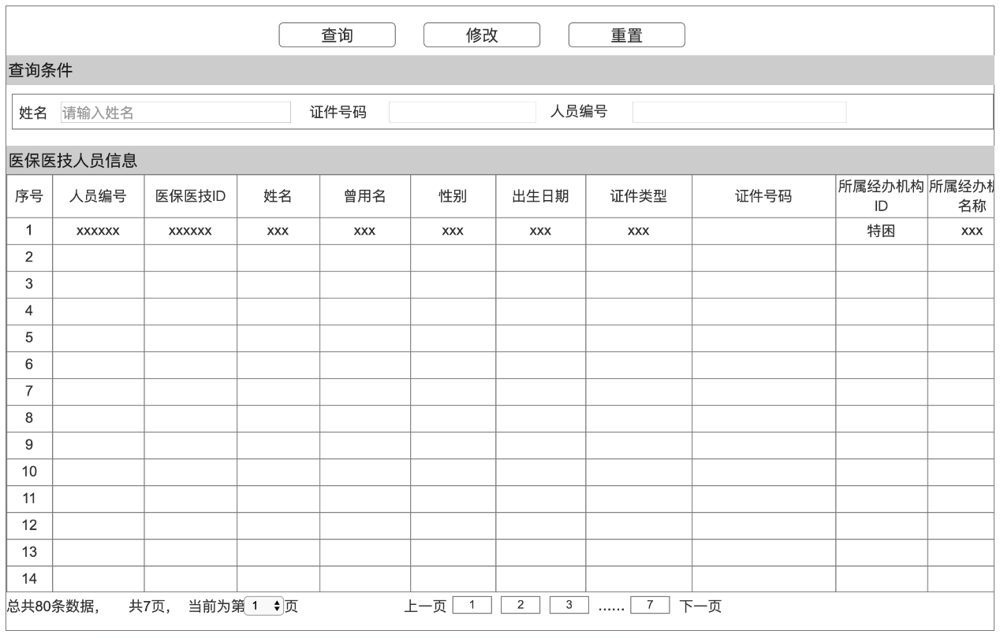 查询 修改 重置
查询条件
姓名 请输入姓名 证件号码 人员编号
医保医技人员信息
序号 人员编号 医保医技ID 姓名 曾用名 性别 出生日期 证件类型 证件号码 所属经办机构ID 所属经办机名称
1 xxxxxx xxxxxx xxx xxx xxx xxx xxx 特困 xxx
2
3
4
5
6
7
8
9
10
11
12
13
14
总共80条数据， 共7页， 当前为第 1 页 上一页 1 2 3 …… 7 下一页